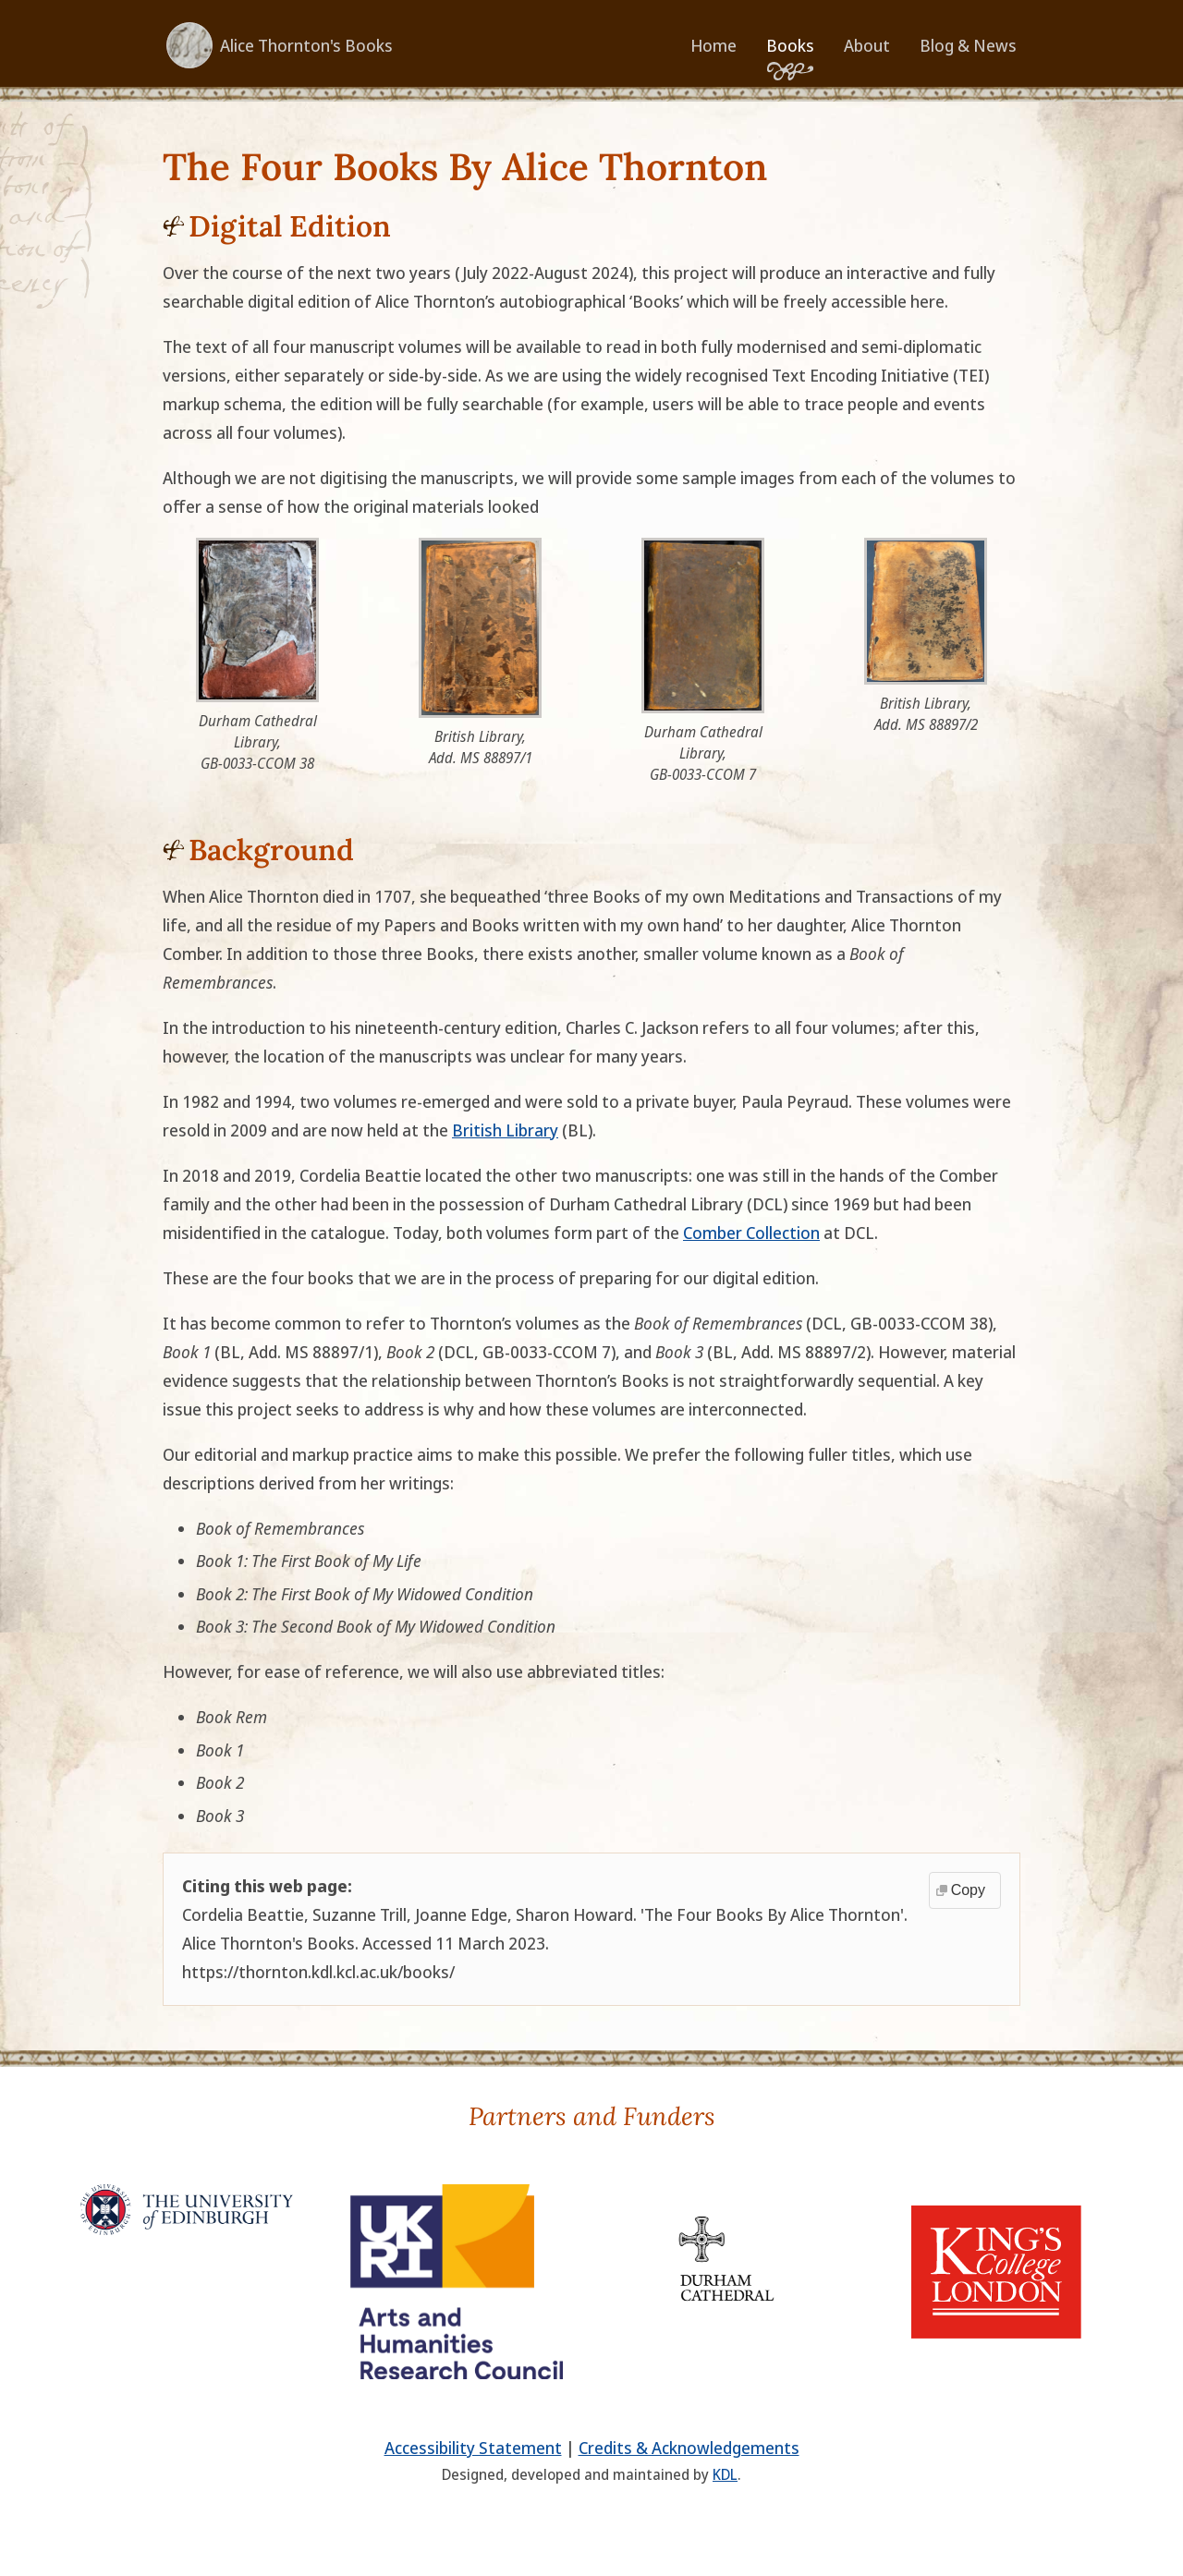 Alice Thornton's Books
Home
Books
About
Blog & News
The Four Books By Alice Thornton
Digital Edition
Over the course of the next two years (July 2022-August 2024), this project will produce an interactive and fully
searchable digital edition of Alice Thornton’s autobiographical ‘Books’ which will be freely accessible here.
The text of all four manuscript volumes will be available to read in both fully modernised and semi-diplomatic
versions, either separately or side-by-side. As we are using the widely recognised Text Encoding Initiative (TEI)
markup schema, the edition will be fully searchable (for example, users will be able to trace people and events
across all four volumes).
Although we are not digitising the manuscripts, we will provide some sample images from each of the volumes to
offer a sense of how the original materials looked
Durham Cathedral
Library,
GB-0033-CCOM 38
British Library,
Add. MS 88897/1
Durham Cathedral
Library,
GB-0033-CCOM 7
British Library,
Add. MS 88897/2
Background
When Alice Thornton died in 1707, she bequeathed ‘three Books of my own Meditations and Transactions of my
life, and all the residue of my Papers and Books written with my own hand’ to her daughter, Alice Thornton
Comber. In addition to those three Books, there exists another, smaller volume known as a Book of
Remembrances.
In the introduction to his nineteenth-century edition, Charles C. Jackson refers to all four volumes; after this,
however, the location of the manuscripts was unclear for many years.
In 1982 and 1994, two volumes re-emerged and were sold to a private buyer, Paula Peyraud. These volumes were
resold in 2009 and are now held at the British Library (BL).
In 2018 and 2019, Cordelia Beattie located the other two manuscripts: one was still in the hands of the Comber
family and the other had been in the possession of Durham Cathedral Library (DCL) since 1969 but had been
misidentified in the catalogue. Today, both volumes form part of the Comber Collection at DCL.
These are the four books that we are in the process of preparing for our digital edition.
It has become common to refer to Thornton’s volumes as the Book of Remembrances (DCL, GB-0033-CCOM 38),
Book 1 (BL, Add. MS 88897/1), Book 2 (DCL, GB-0033-CCOM 7), and Book 3 (BL, Add. MS 88897/2). However, material
evidence suggests that the relationship between Thornton’s Books is not straightforwardly sequential. A key
issue this project seeks to address is why and how these volumes are interconnected.
Our editorial and markup practice aims to make this possible. We prefer the following fuller titles, which use
descriptions derived from her writings:
Book of Remembrances
Book 1: The First Book of My Life
Book 2: The First Book of My Widowed Condition
Book 3: The Second Book of My Widowed Condition
However, for ease of reference, we will also use abbreviated titles:
Book Rem
Book 1
Book 2
Book 3
Citing this web page:
Copy
Cordelia Beattie, Suzanne Trill, Joanne Edge, Sharon Howard. 'The Four Books By Alice Thornton'.
Alice Thornton's Books. Accessed 11 March 2023.
https://thornton.kdl.kcl.ac.uk/books/
Partners and Funders
THE UNIVERSITY
of EDINBURGH
UK
RI
Arts and
Humanities
Research Council
DURHAM
CATHEDRAL
KING'S
College
LONDON
Accessibility Statement | Credits & Acknowledgements
Designed, developed and maintained by KDL.